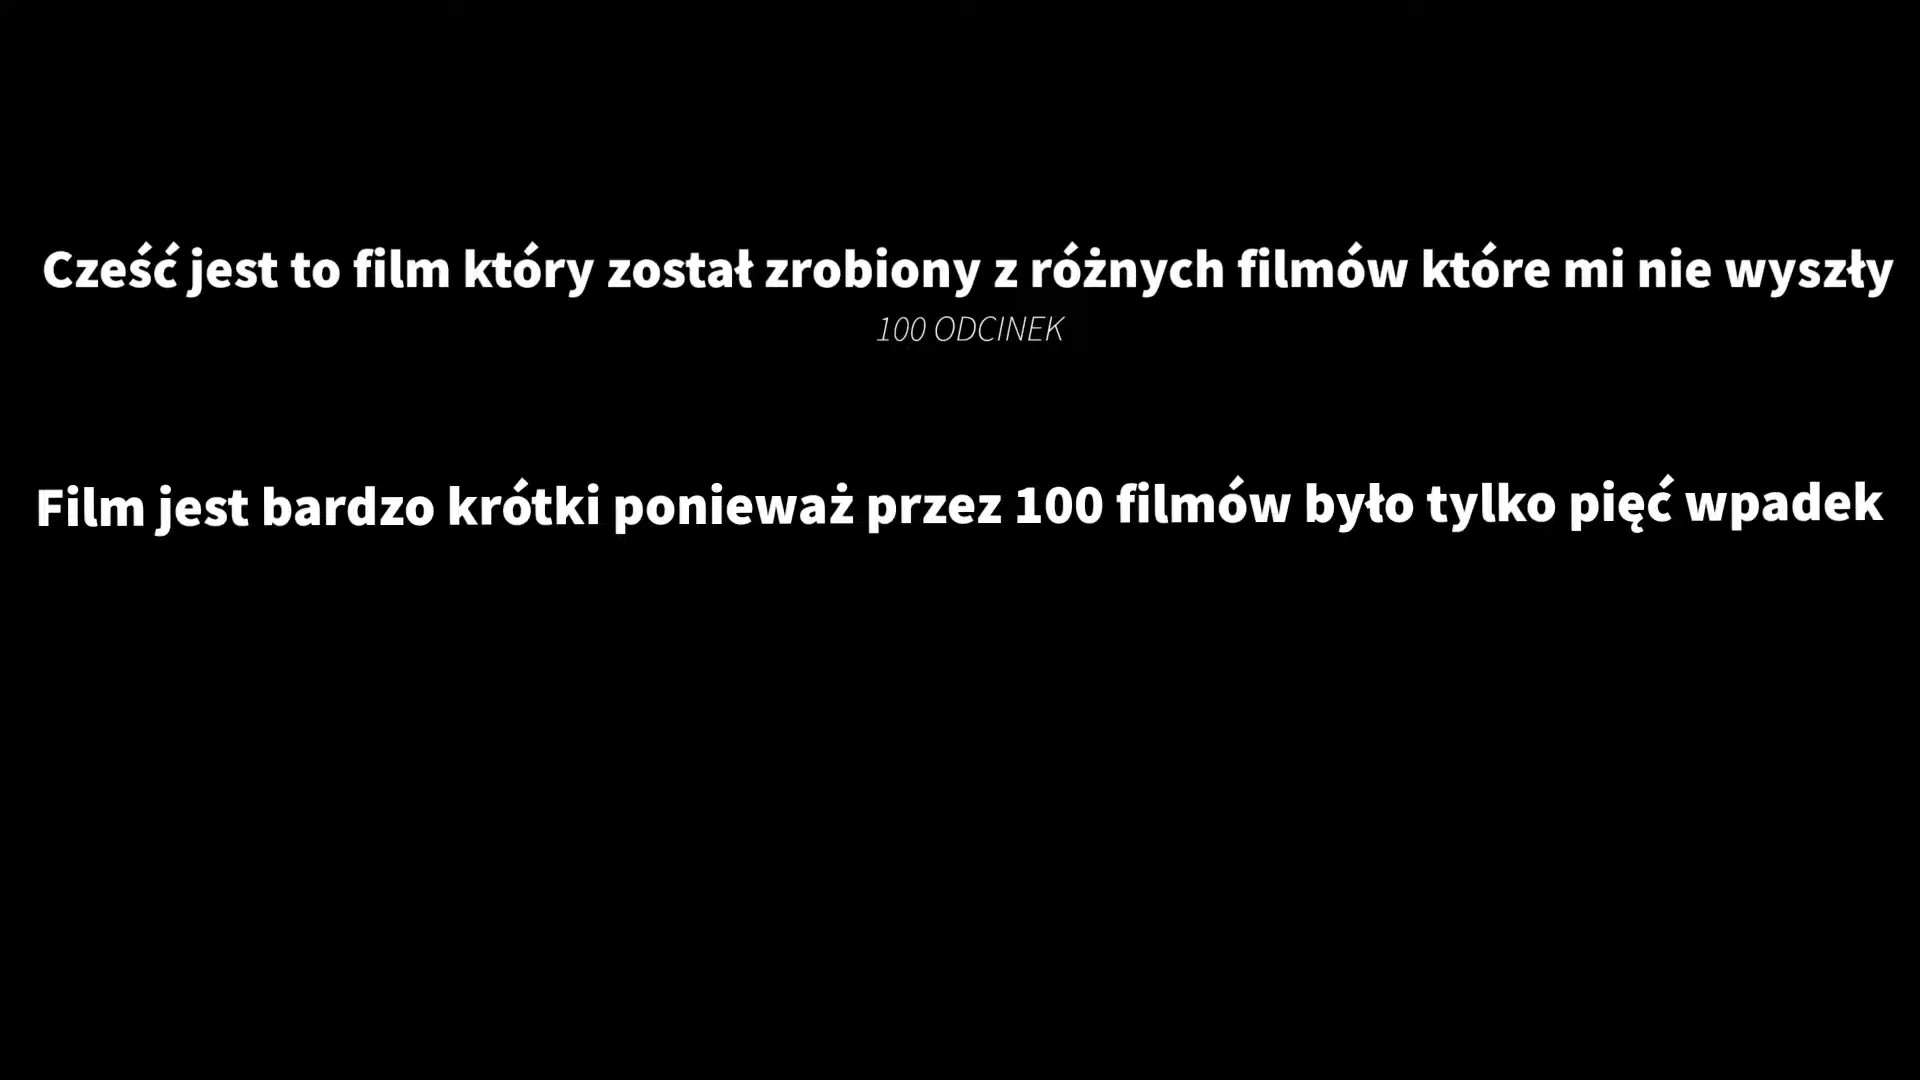 Cześć jest to film który został zrobiony z różnych filmów które mi nie wyszły
100 ODCINEK
Film jest bardzo krótki ponieważ przez 100 filmów było tylko pięć wpadek